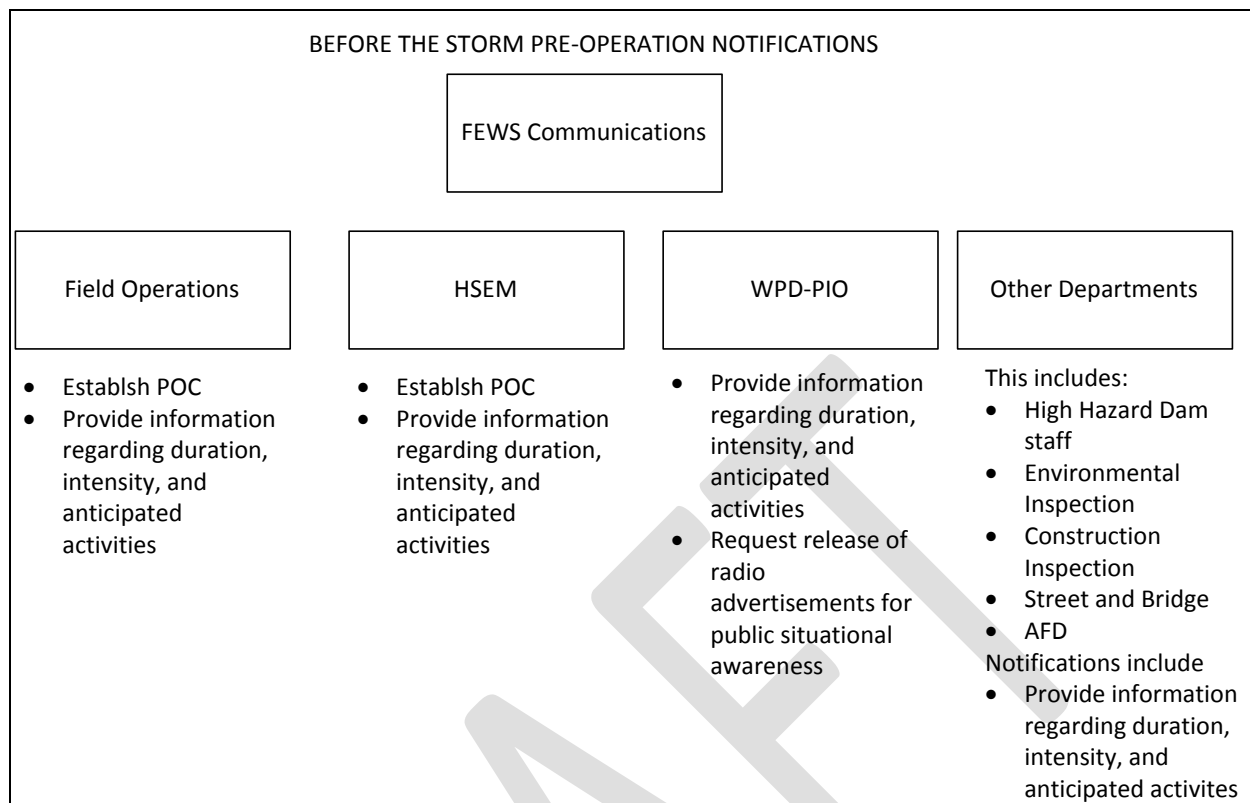 BEFORE THE STORM PRE-OPERATION NOTIFICATIONS
FEWS Communications
Field Operations
HSEM
WPD-PIO
Other Departments
• Establsh POC
• Provide information
regarding duration,
intensity, and
anticipated
activities
• Establsh POC
• Provide information
regarding duration,
intensity, and
anticipated
activities
• Provide information
regarding duration,
intensity, and
anticipated
activities
• Request release of
radio
advertisements for
public situational
awareness
This includes:
• High Hazard Dam
staff
• Environmental
Inspection
• Construction
Inspection
• Street and Bridge
• AFD
Notifications include
• Provide information
regarding duration,
intensity, and
anticipated activites
AFT